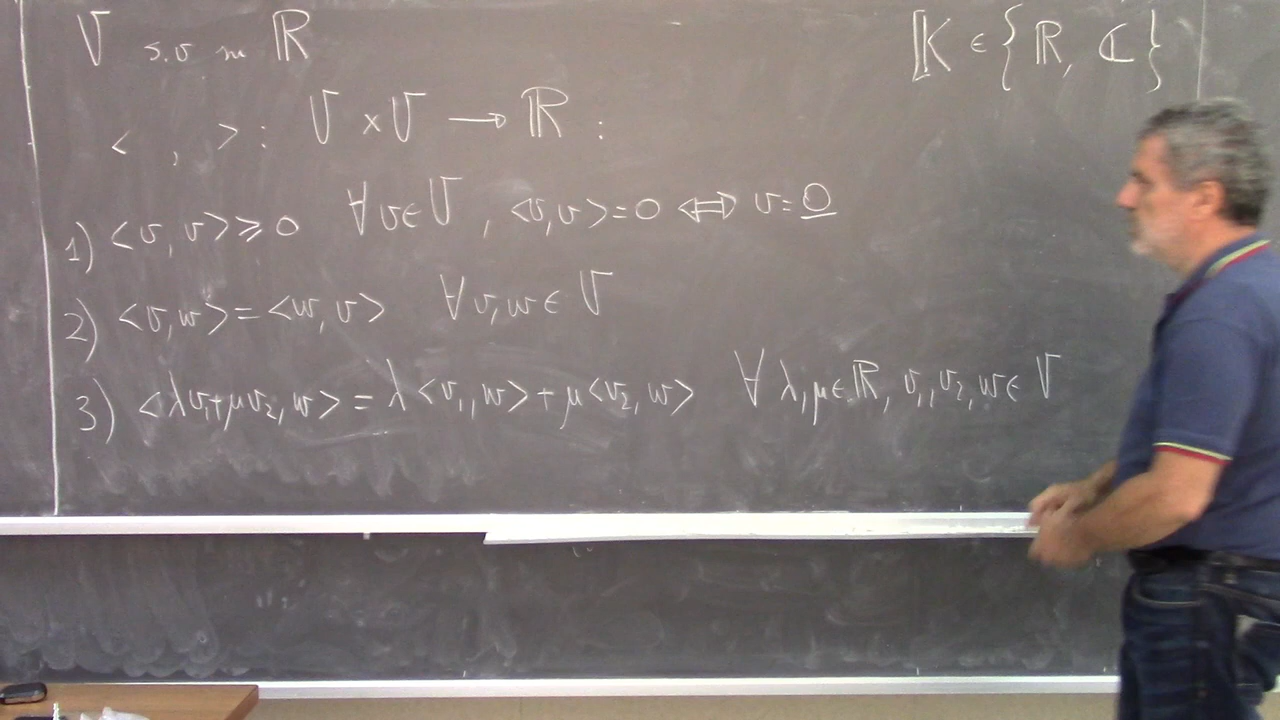 V s.v su ℝ
𝕂 ∈ {ℝ, ℂ}
< , > : V × V → ℝ :
1) <v, v> ≥ 0 ∀ v ∈ V, <v, v> = 0 ⇔ v = 0
2) <v, w> = <w, v> ∀ v, w ∈ V
3) <λv₁+μv₂, w> = λ<v₁, w> + μ<v₂, w> ∀ λ, μ ∈ ℝ, v₁, v₂, w ∈ V